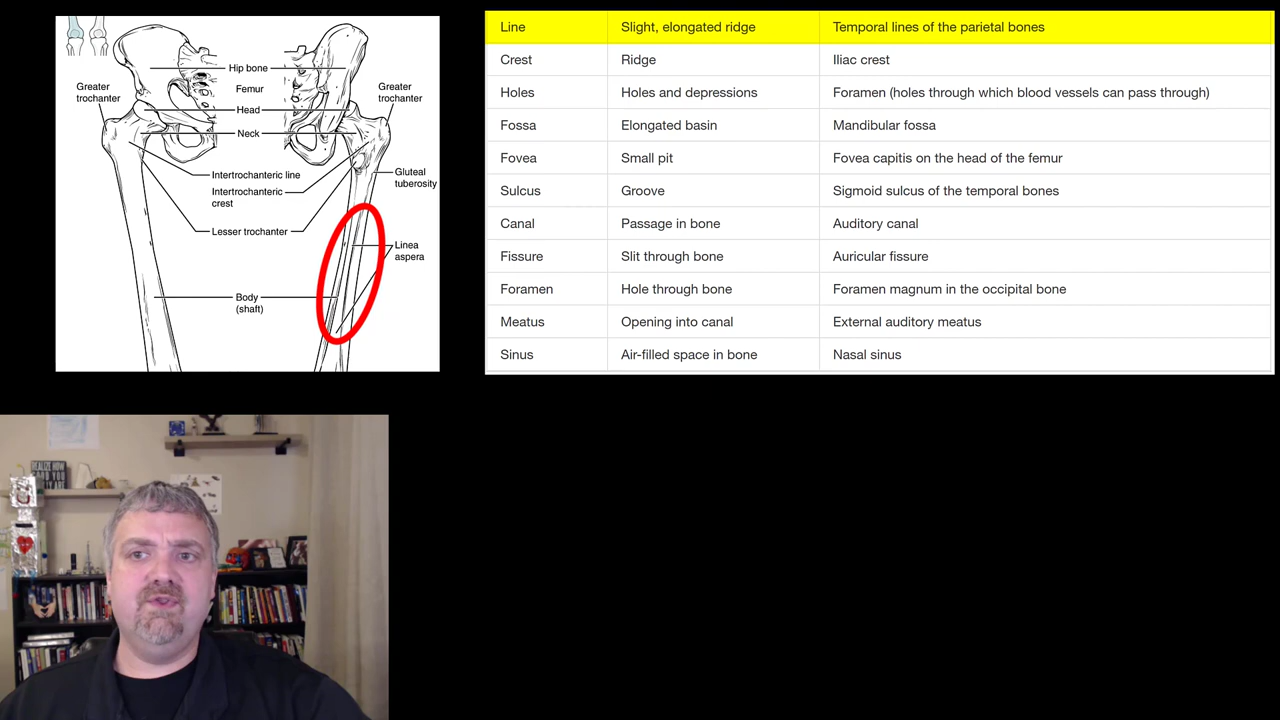 Hip bone
Femur
Greater
trochanter
Greater
trochanter
Head
Neck
Intertrochanteric line
Gluteal
tuberosity
Intertrochanteric
crest
Lesser trochanter
Linea
aspera
Body
(shaft)
Line Slight, elongated ridge Temporal lines of the parietal bones
Crest Ridge Iliac crest
Holes Holes and depressions Foramen (holes through which blood vessels can pass through)
Fossa Elongated basin Mandibular fossa
Fovea Small pit Fovea capitis on the head of the femur
Sulcus Groove Sigmoid sulcus of the temporal bones
Canal Passage in bone Auditory canal
Fissure Slit through bone Auricular fissure
Foramen Hole through bone Foramen magnum in the occipital bone
Meatus Opening into canal External auditory meatus
Sinus Air-filled space in bone Nasal sinus
REALIZE HOW
GOOD YOU